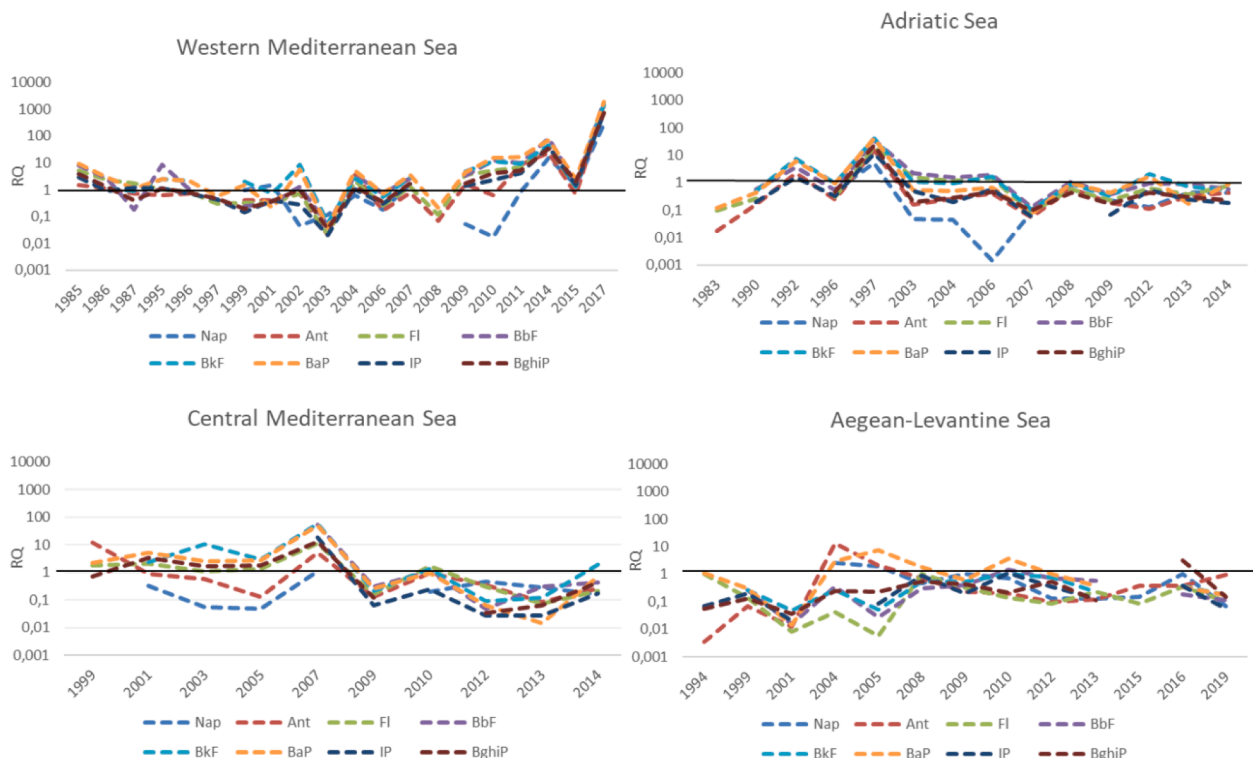 Western Mediterranean Sea
10000
1000
100
10
1
0,1
0,01
0,001
RQ
1985 1986 1987 1995 1996 1997 1999 2001 2002 2003 2004 2006 2007 2008 2009 2010 2011 2014 2015 2017
Nap Ant Fl BbF
BkF BaP IP BghiP
Adriatic Sea
10000
1000
100
10
1
0,1
0,01
0,001
RQ
1983 1990 1992 1996 1997 2003 2004 2006 2007 2008 2009 2012 2013 2014
Nap Ant Fl BbF
BkF BaP IP BghiP
Central Mediterranean Sea
10000
1000
100
10
1
0,1
0,01
0,001
RQ
1999 2001 2003 2005 2007 2009 2010 2012 2013 2014
Nap Ant Fl BbF
BkF BaP IP BghiP
Aegean-Levantine Sea
10000
1000
100
10
1
0,1
0,01
0,001
RQ
1994 1999 2001 2004 2005 2008 2009 2010 2012 2013 2015 2016 2019
Nap Ant Fl BbF
BkF BaP IP BghiP